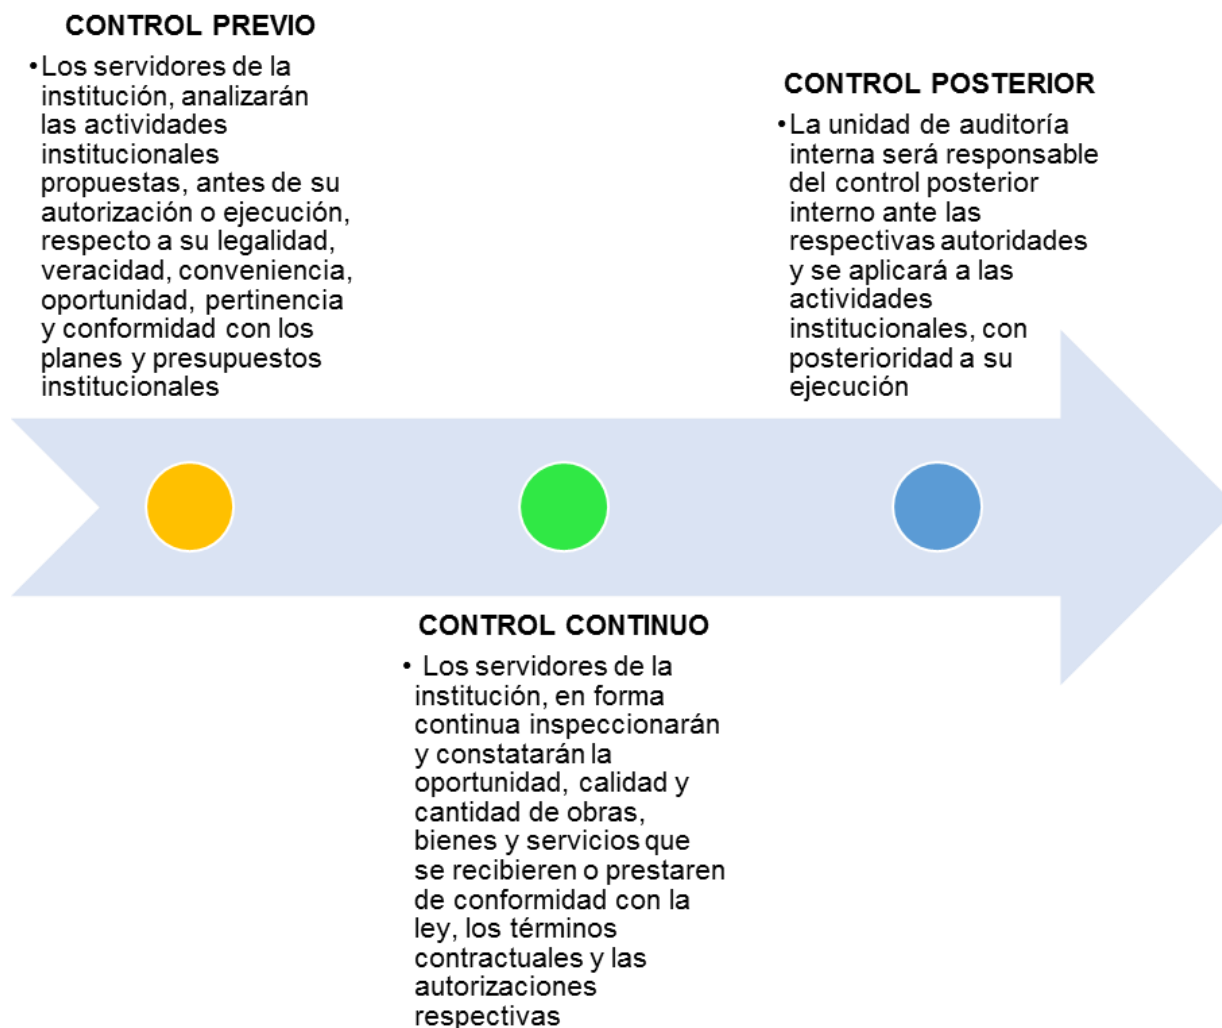 CONTROL PREVIO
•Los servidores de la
institución, analizarán
las actividades
institucionales
propuestas, antes de su
autorización o ejecución,
respecto a su legalidad,
veracidad, conveniencia,
oportunidad, pertinencia
y conformidad con los
planes y presupuestos
institucionales
CONTROL CONTINUO
• Los servidores de la
institución, en forma
continua inspeccionarán
y constatarán la
oportunidad, calidad y
cantidad de obras,
bienes y servicios que
se recibieren o prestaren
de conformidad con la
ley, los términos
contractuales y las
autorizaciones
respectivas
CONTROL POSTERIOR
•La unidad de auditoría
interna será responsable
del control posterior
interno ante las
respectivas autoridades
y se aplicará a las
actividades
institucionales, con
posterioridad a su
ejecución